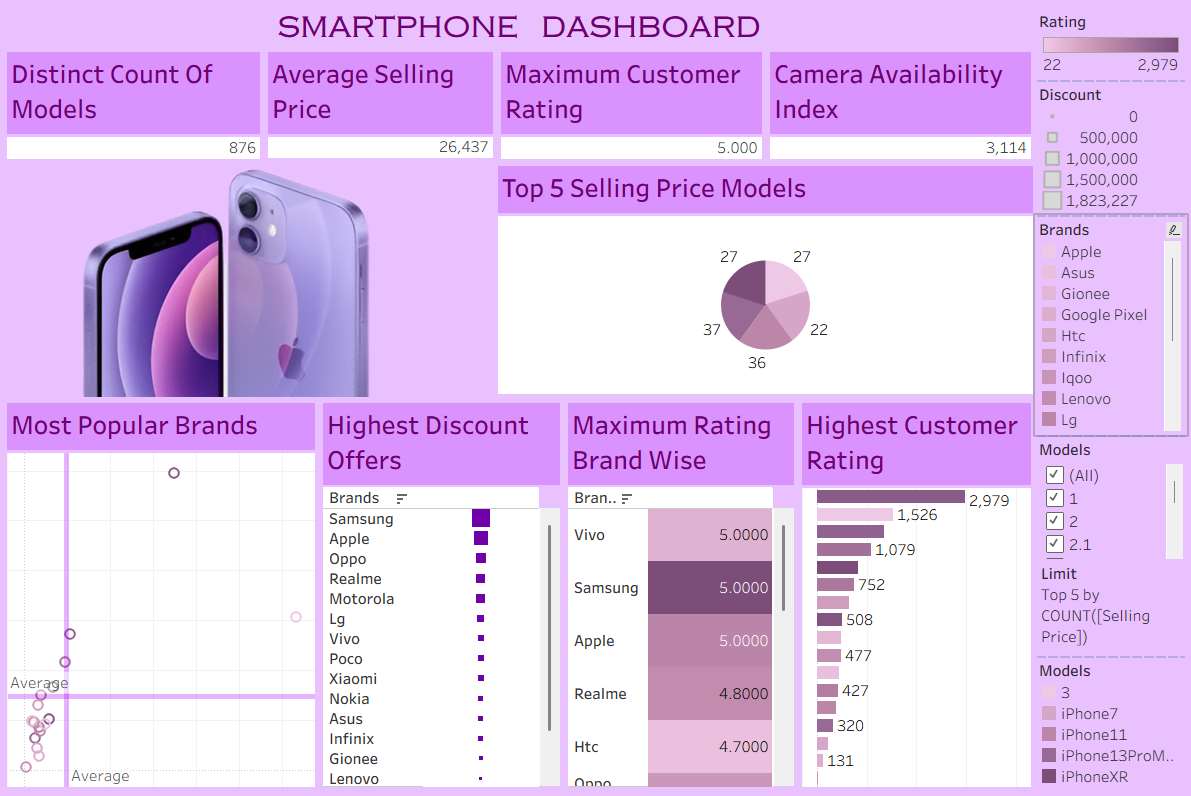 SMARTPHONE DASHBOARD
Distinct Count Of
Models
876
Average Selling
Price
26,437
Maximum Customer
Rating
5.000
Camera Availability
Index
3,114
Top 5 Selling Price Models
27
27
22
37
36
Most Popular Brands
Average
Average
Highest Discount
Offers
Brands
Samsung
Apple
Oppo
Realme
Motorola
Lg
Vivo
Poco
Xiaomi
Nokia
Asus
Infinix
Gionee
Lenovo
Maximum Rating
Brand Wise
Bran..
Vivo 5.0000
Samsung 5.0000
Apple 5.0000
Realme 4.8000
Htc 4.7000
Oppo
Highest Customer
Rating
2,979
1,526
1,079
752
508
477
427
320
131
Rating
22 2,979
Discount
0
500,000
1,000,000
1,500,000
1,823,227
Brands
Apple
Asus
Gionee
Google Pixel
Htc
Infinix
Iqoo
Lenovo
Lg
Models
(All)
1
2
2.1
Limit
Top 5 by
COUNT([Selling
Price])
Models
3
iPhone7
iPhone11
iPhone13ProM..
iPhoneXR